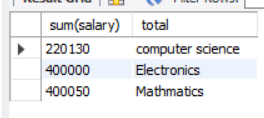 Result Grid Filter Rows:
sum(salary) total
220130 computer science
400000 Electronics
400050 Mathmatics